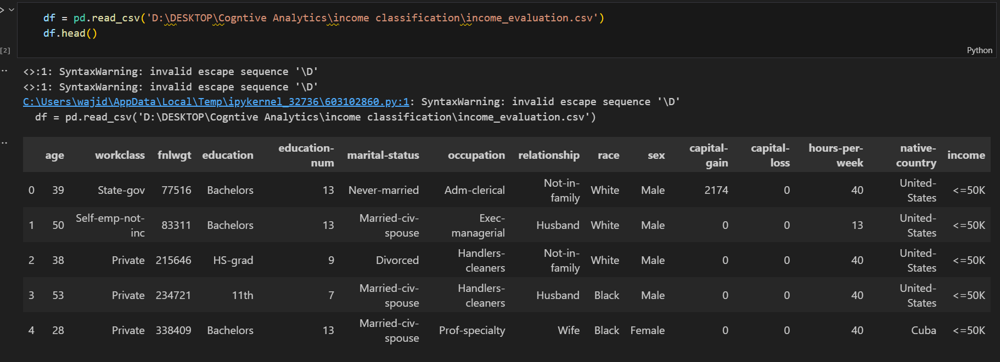 df = pd.read_csv('D:\DESKTOP\Cogntive Analytics\income classification\income_evaluation.csv')
df.head()
[2]
Python
<>:1: SyntaxWarning: invalid escape sequence '\D'
<>:1: SyntaxWarning: invalid escape sequence '\D'
C:\Users\wajid\AppData\Local\Temp\ipykernel_32736\603102860.py:1: SyntaxWarning: invalid escape sequence '\D'
df = pd.read_csv('D:\DESKTOP\Cogntive Analytics\income classification\income_evaluation.csv')
age workclass fnlwgt education education-num marital-status occupation relationship race sex capital-gain capital-loss hours-per-week native-country income
0 39 State-gov 77516 Bachelors 13 Never-married Adm-clerical Not-in-family White Male 2174 0 40 United-States <=50K
1 50 Self-emp-not-inc 83311 Bachelors 13 Married-civ-spouse Exec-managerial Husband White Male 0 0 13 United-States <=50K
2 38 Private 215646 HS-grad 9 Divorced Handlers-cleaners Not-in-family White Male 0 0 40 United-States <=50K
3 53 Private 234721 11th 7 Married-civ-spouse Handlers-cleaners Husband Black Male 0 0 40 United-States <=50K
4 28 Private 338409 Bachelors 13 Married-civ-spouse Prof-specialty Wife Black Female 0 0 40 Cuba <=50K